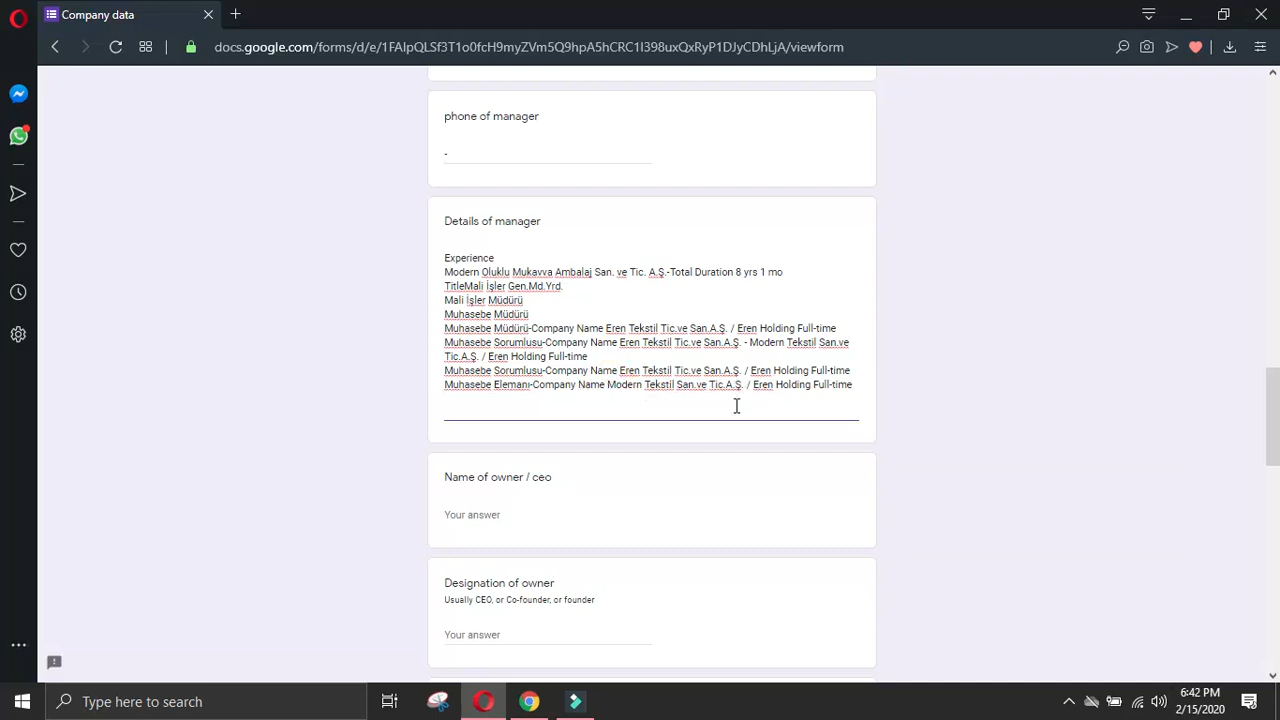 Company data
docs.google.com/forms/d/e/1FAIpQLSf3T1o0fcH9myZVm5Q9hpA5hCRC1I398uxQxRyP1DJyCDhLjA/viewform
phone of manager
-
Details of manager
Experience
Modern Oluklu Mukavva Ambalaj San. ve Tic. A.Ş.-Total Duration 8 yrs 1 mo
TitleMali İşler Gen.Md.Yrd.
Mali İşler Müdürü
Muhasebe Müdürü
Muhasebe Müdürü-Company Name Eren Tekstil Tic.ve San.A.Ş. / Eren Holding Full-time
Muhasebe Sorumlusu-Company Name Eren Tekstil Tic.ve San.A.Ş. - Modern Tekstil San.ve
Tic.A.Ş. / Eren Holding Full-time
Muhasebe Sorumlusu-Company Name Eren Tekstil Tic.ve San.A.Ş. / Eren Holding Full-time
Muhasebe Elemanı-Company Name Modern Tekstil San.ve Tic.A.Ş. / Eren Holding Full-time
Name of owner / ceo
Your answer
Designation of owner
Usually CEO, or Co-founder, or founder
Your answer
Type here to search
6:42 PM
2/15/2020